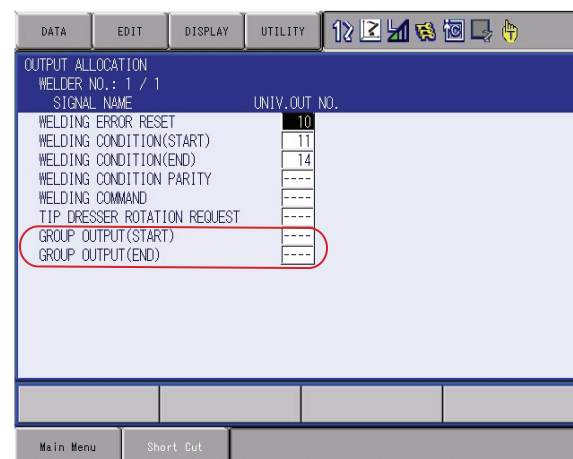 DATA EDIT DISPLAY UTILITY
OUTPUT ALLOCATION
WELDER NO.: 1 / 1
SIGNAL NAME UNIV.OUT NO.
WELDING ERROR RESET 10
WELDING CONDITION(START) 11
WELDING CONDITION(END) 14
WELDING CONDITION PARITY ----
WELDING COMMAND ----
TIP DRESSER ROTATION REQUEST ----
GROUP OUTPUT(START) ----
GROUP OUTPUT(END) ----
Main Menu Short Cut